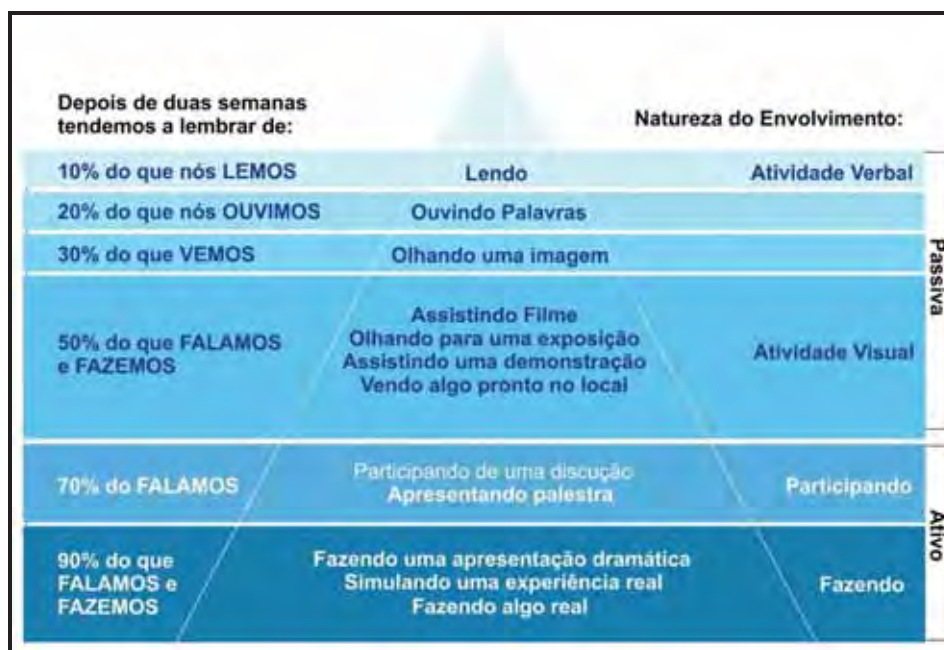 Depois de duas semanas
tendemos a lembrar de:
Natureza do Envolvimento:
10% do que nós LEMOS
Lendo
Atividade Verbal
20% do que nós OUVIMOS
Ouvindo Palavras
30% do que VEMOS
Olhando uma imagem
50% do que FALAMOS
e FAZEMOS
Assistindo Filme
Olhando para uma exposição
Assistindo uma demonstração
Vendo algo pronto no local
Atividade Visual
Passiva
70% do FALAMOS
Participando de uma discução
Apresentando palestra
Participando
90% do que
FALAMOS e
FAZEMOS
Fazendo uma apresentação dramática
Simulando uma experiência real
Fazendo algo real
Fazendo
Ativo